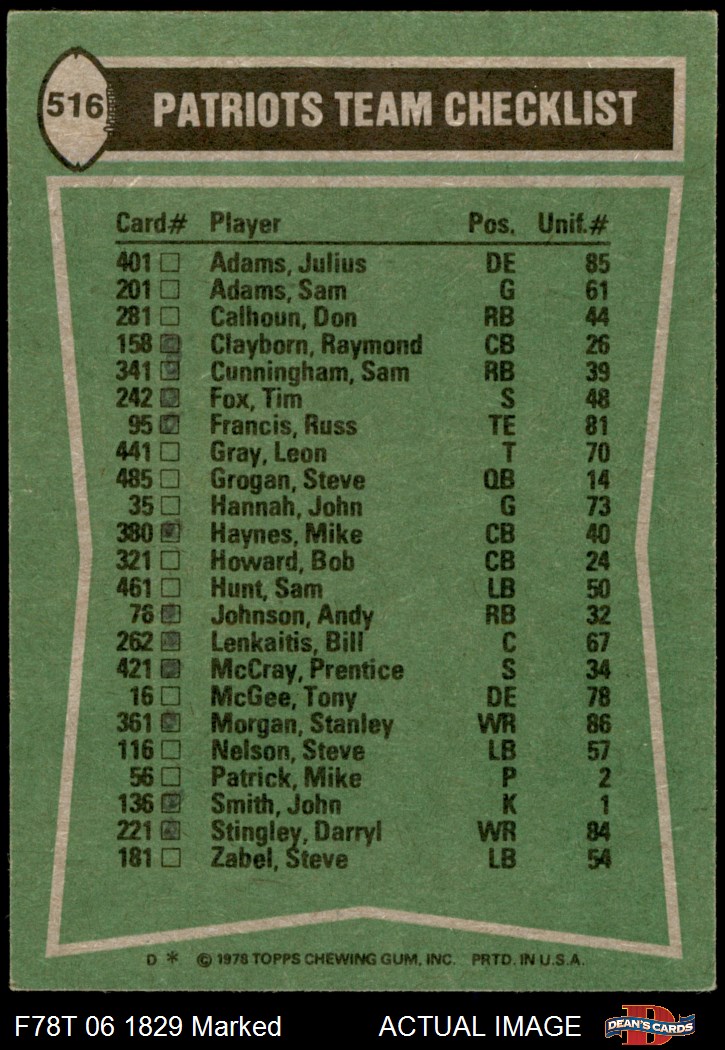 516 PATRIOTS TEAM CHECKLIST
Card# Player Pos. Unif.#
401 Adams, Julius DE 85
201 Adams, Sam G 61
281 Calhoun, Don RB 44
158 Clayborn, Raymond CB 26
341 Cunningham, Sam RB 39
242 Fox, Tim S 48
95 Francis, Russ TE 81
441 Gray, Leon T 70
485 Grogan, Steve QB 14
35 Hannah, John G 73
380 Haynes, Mike CB 40
321 Howard, Bob CB 24
461 Hunt, Sam LB 50
76 Johnson, Andy RB 32
262 Lenkaitis, Bill C 67
421 McCray, Prentice S 34
16 McGee, Tony DE 78
361 Morgan, Stanley WR 86
116 Nelson, Steve LB 57
56 Patrick, Mike P 2
136 Smith, John K 1
221 Stingley, Darryl WR 84
181 Zabel, Steve LB 54
D * © 1978 TOPPS CHEWING GUM, INC. PRTD. IN U.S.A.
F78T 06 1829 Marked ACTUAL IMAGE DEAN'S CARDS